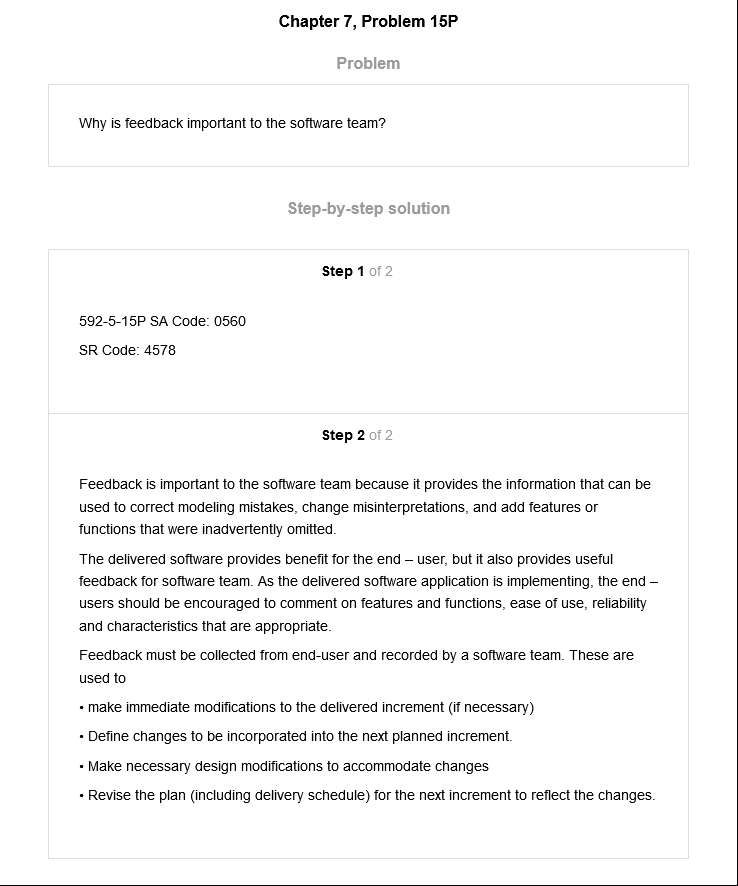 Chapter 7, Problem 15P
Problem
Why is feedback important to the software team?
Step-by-step solution
Step 1 of 2
592-5-15P SA Code: 0560
SR Code: 4578
Step 2 of 2
Feedback is important to the software team because it provides the information that can be
used to correct modeling mistakes, change misinterpretations, and add features or
functions that were inadvertently omitted.
The delivered software provides benefit for the end – user, but it also provides useful
feedback for software team. As the delivered software application is implementing, the end –
users should be encouraged to comment on features and functions, ease of use, reliability
and characteristics that are appropriate.
Feedback must be collected from end-user and recorded by a software team. These are
used to
• make immediate modifications to the delivered increment (if necessary)
• Define changes to be incorporated into the next planned increment.
• Make necessary design modifications to accommodate changes
• Revise the plan (including delivery schedule) for the next increment to reflect the changes.